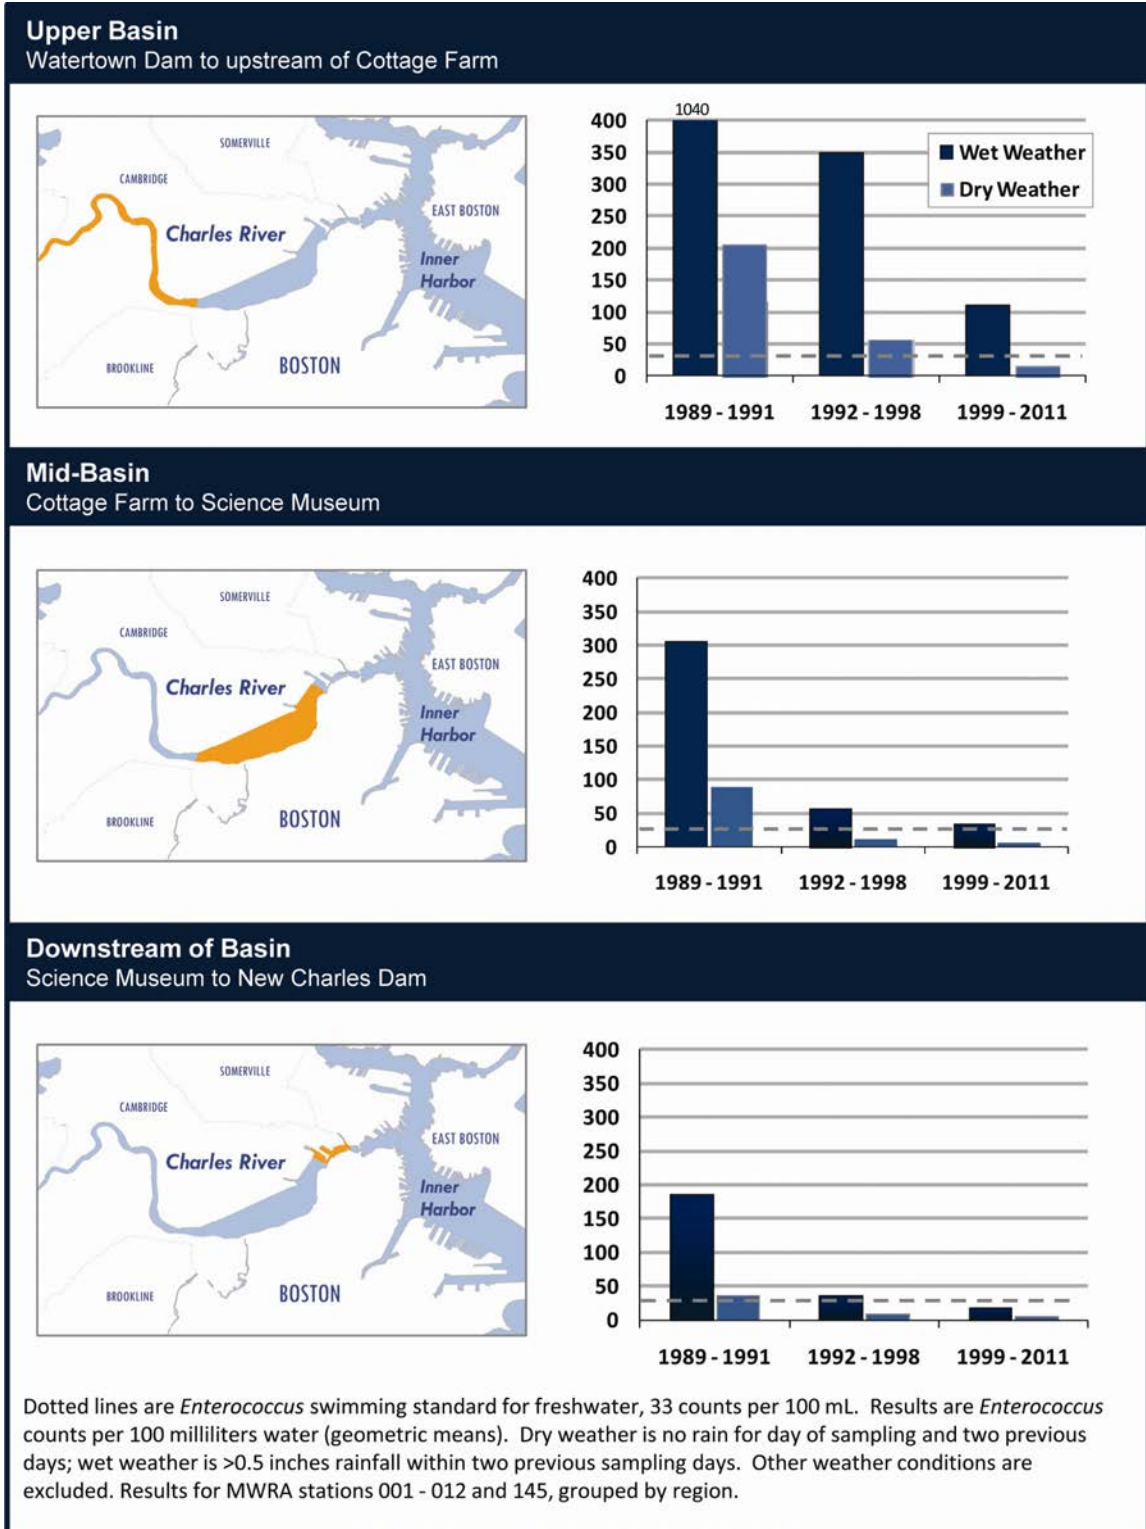 Upper Basin
Watertown Dam to upstream of Cottage Farm
SOMERVILLE
CAMBRIDGE
EAST BOSTON
Charles River
Inner
Harbor
BROOKLINE
BOSTON
1040
400
350
300
250
200
150
100
50
0
Wet Weather
Dry Weather
1989 - 1991 1992 - 1998 1999 - 2011
Mid-Basin
Cottage Farm to Science Museum
SOMERVILLE
CAMBRIDGE
EAST BOSTON
Charles River
Inner
Harbor
BROOKLINE
BOSTON
400
350
300
250
200
150
100
50
0
1989 - 1991 1992 - 1998 1999 - 2011
Downstream of Basin
Science Museum to New Charles Dam
SOMERVILLE
CAMBRIDGE
EAST BOSTON
Charles River
Inner
Harbor
BROOKLINE
BOSTON
400
350
300
250
200
150
100
50
0
1989 - 1991 1992 - 1998 1999 - 2011
Dotted lines are Enterococcus swimming standard for freshwater, 33 counts per 100 mL. Results are Enterococcus
counts per 100 milliliters water (geometric means). Dry weather is no rain for day of sampling and two previous
days; wet weather is >0.5 inches rainfall within two previous sampling days. Other weather conditions are
excluded. Results for MWRA stations 001 - 012 and 145, grouped by region.